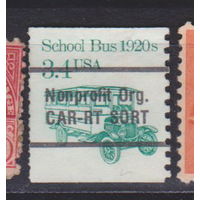 School Bus 1920s
3.4 USA
Nonprofit Org.
CAR-RT SORT